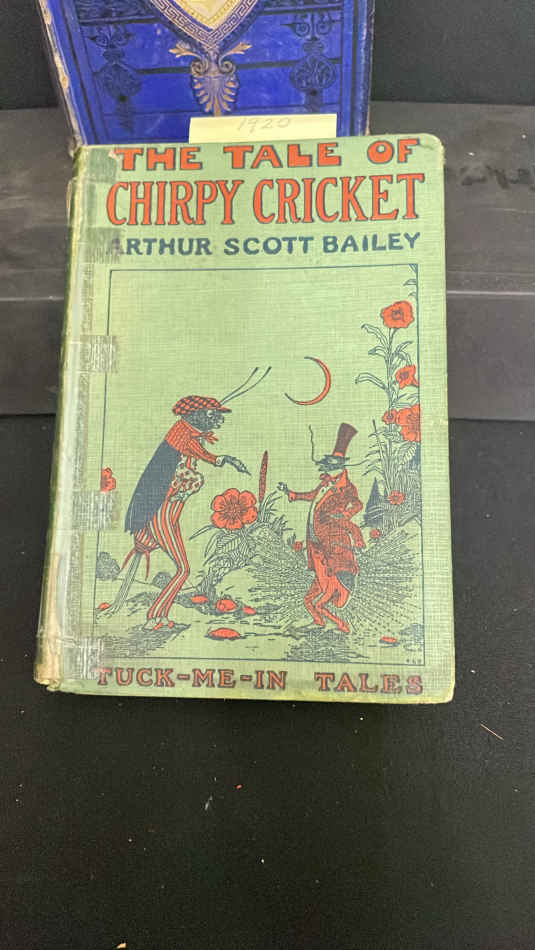 1920
THE TALE OF
CHIRPY CRICKET
ARTHUR SCOTT BAILEY
TUCK-ME-IN TALES